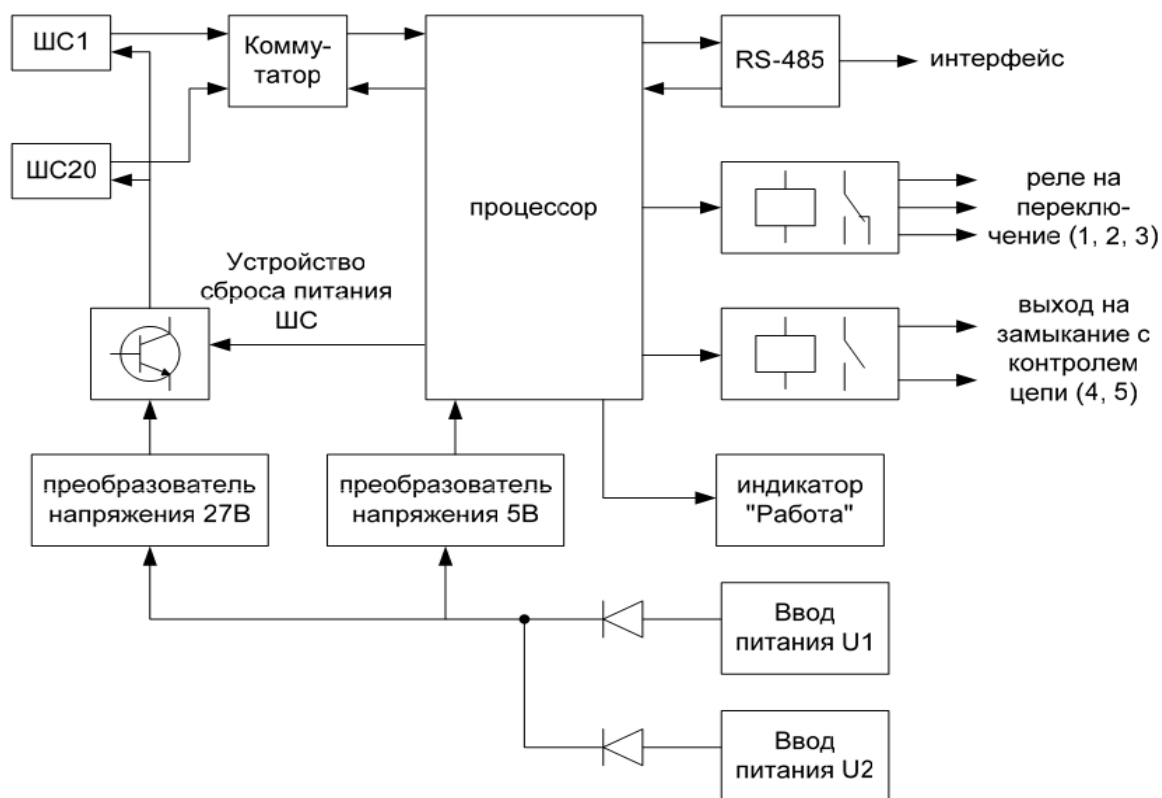 ШС1
Комму-
татор
RS-485
интерфейс
ШС20
процессор
реле на
переклю-
чение (1, 2, 3)
Устройство
сброса питания
ШС
выход на
замыкание с
контролем
цепи (4, 5)
преобразователь
напряжения 27В
преобразователь
напряжения 5В
индикатор
"Работа"
Ввод
питания U1
Ввод
питания U2